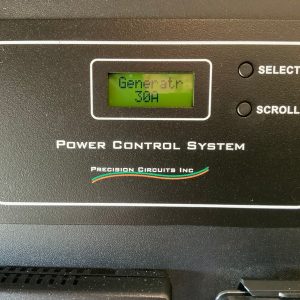 Generatr
30A
SELECT
SCROLL
POWER CONTROL SYSTEM
PRECISION CIRCUITS INC